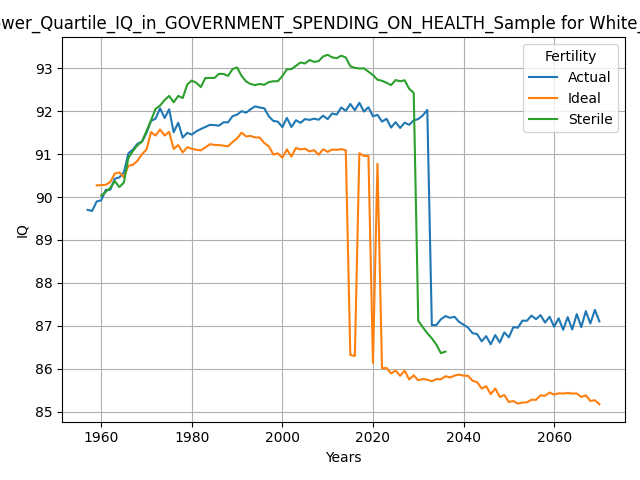 ower_Quartile_IQ_in_GOVERNMENT_SPENDING_ON_HEALTH_Sample for White_
Fertility
Actual
Ideal
Sterile
93
92
91
90
89
88
87
86
85
IQ
1960
1980
2000
2020
2040
2060
Years